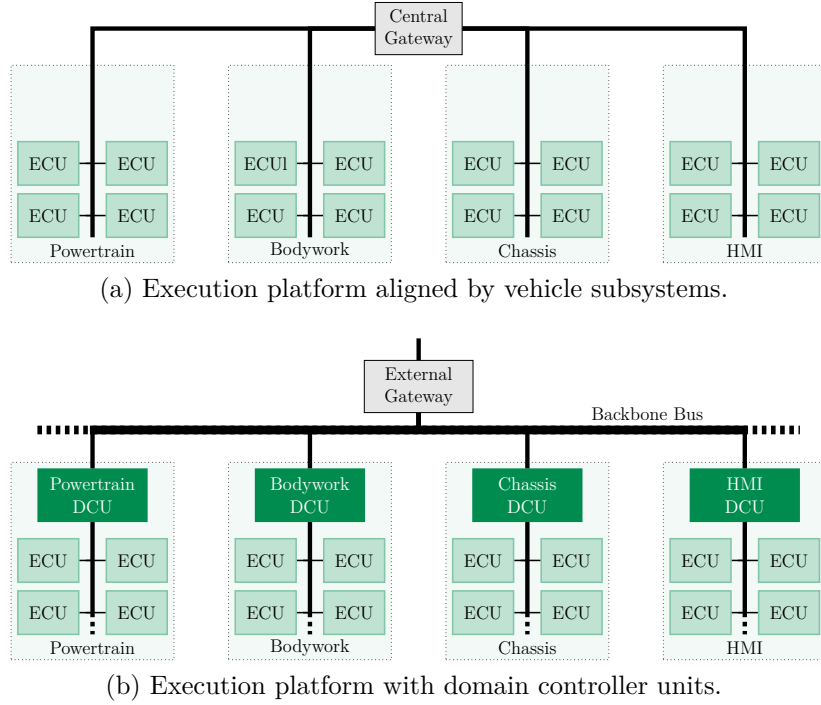 Central
Gateway
ECU ECU ECUl ECU ECU ECU ECU ECU
ECU ECU ECU ECU ECU ECU ECU ECU
Powertrain Bodywork Chassis HMI
(a) Execution platform aligned by vehicle subsystems.
External
Gateway
Backbone Bus
Powertrain Bodywork Chassis HMI
DCU DCU DCU DCU
ECU ECU ECU ECU ECU ECU ECU ECU
ECU ECU ECU ECU ECU ECU ECU ECU
Powertrain Bodywork Chassis HMI
(b) Execution platform with domain controller units.